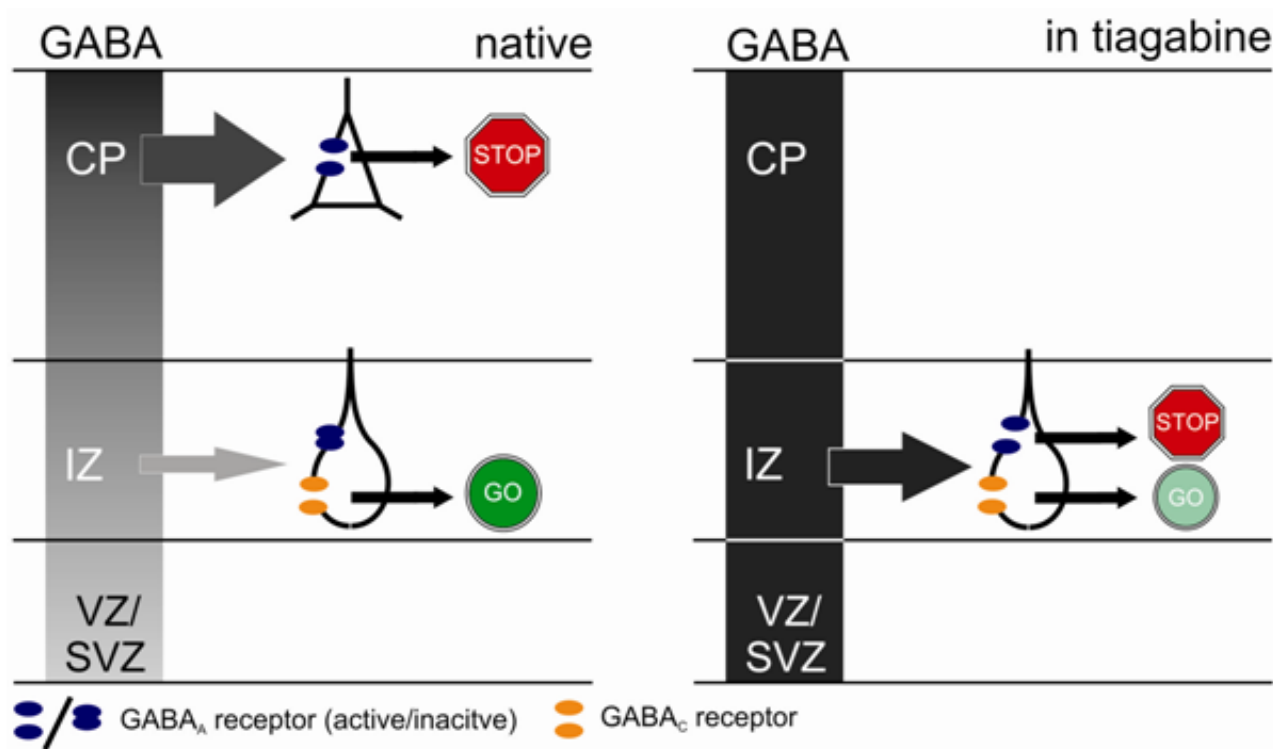 GABA native
CP
STOP
IZ
GO
VZ/
SVZ
GABA in tiagabine
CP
IZ
STOP
GO
VZ/
SVZ
/ GABAA receptor (active/inacitve) GABAC receptor